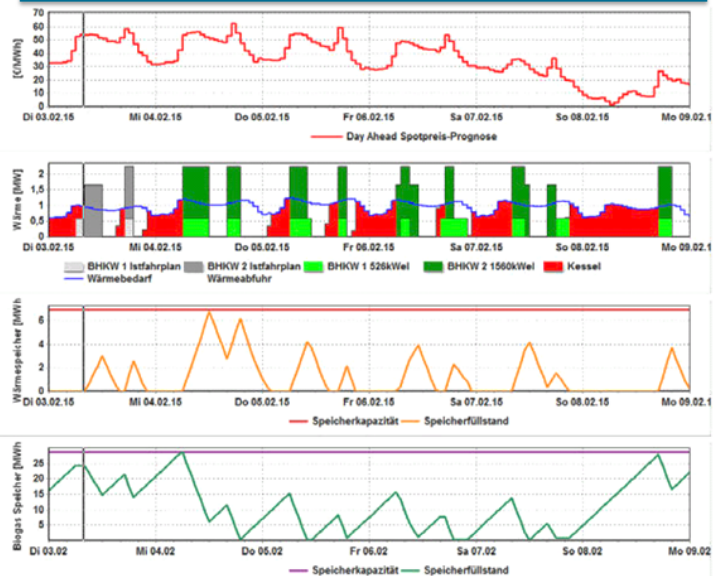 [€/MWh]
70
60
50
40
30
20
10
0
Di 03.02.15 Mi 04.02.15 Do 05.02.15 Fr 06.02.15 Sa 07.02.15 So 08.02.15 Mo 09.02.1
Day Ahead Spotpreis-Prognose
Wärme [MW]
2
1,5
1
0,5
0,0
Di 03.02.15 Mi 04.02.15 Do 05.02.15 Fr 06.02.15 Sa 07.02.15 So 08.02.15 Mo 09.02.1
BHKW 1 Istfahrplan BHKW 2 Istfahrplan BHKW 1 526kWel BHKW 2 1560kWel Kessel
Wärmebedarf Wärmeabfuhr
Wärmespeicher [MWh
6
4
2
0
Di 03.02.15 Mi 04.02.15 Do 05.02.15 Fr 06.02.15 Sa 07.02.15 So 08.02.15 Mo 09.02.1
Speicherkapazität Speicherfüllstand
Biogas Speicher [MWh
25
20
15
10
5
Di 03.02 Mi 04.02 Do 05.02 Fr 06.02 Sa 07.02 So 08.02 Mo 09.0
Speicherkapazität Speicherfüllstand